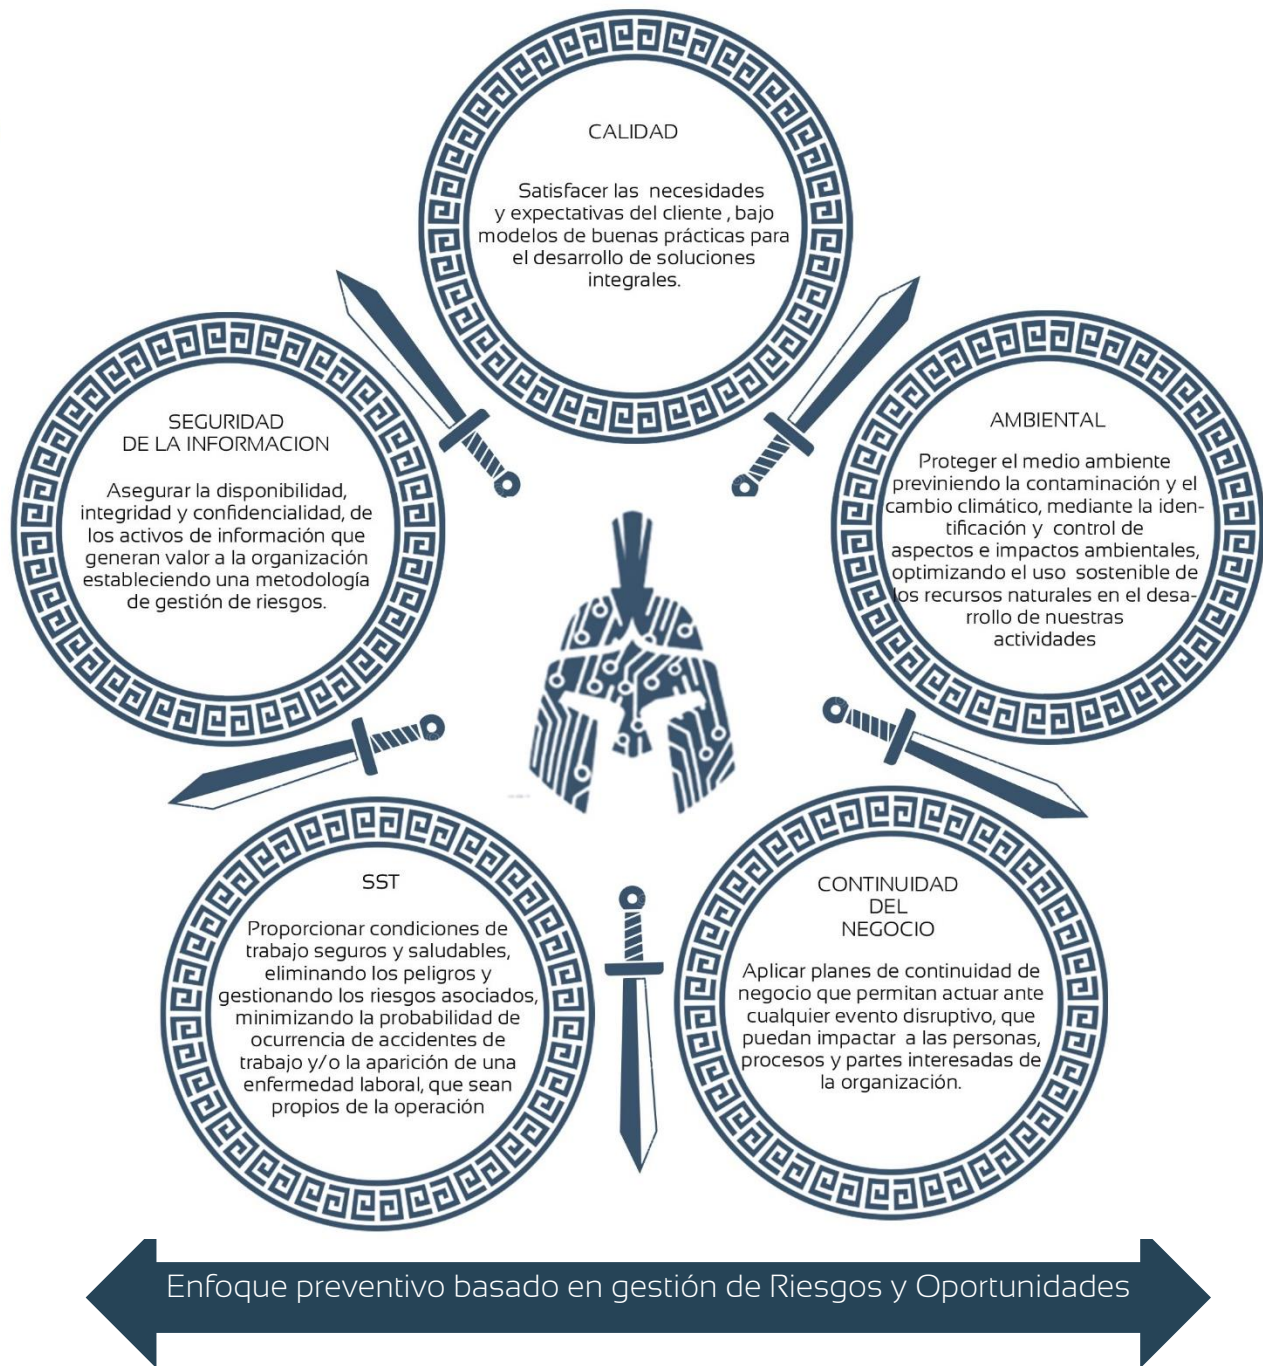 CALIDAD
Satisfacer las necesidades
y expectativas del cliente , bajo
modelos de buenas prácticas para
el desarrollo de soluciones
integrales.
SEGURIDAD
DE LA INFORMACION
Asegurar la disponibilidad,
integridad y confidencialidad, de
los activos de información que
generan valor a la organización
estableciendo una metodología
de gestión de riesgos.
AMBIENTAL
Proteger el medio ambiente
previniendo la contaminación y el
cambio climático, mediante la iden-
tificación y control de
aspectos e impactos ambientales,
optimizando el uso sostenible de
los recursos naturales en el desa-
rrollo de nuestras
actividades
SST
Proporcionar condiciones de
trabajo seguros y saludables,
eliminando los peligros y
gestionando los riesgos asociados,
minimizando la probabilidad de
ocurrencia de accidentes de
trabajo y/o la aparición de una
enfermedad laboral, que sean
propios de la operación
CONTINUIDAD
DEL
NEGOCIO
Aplicar planes de continuidad de
negocio que permitan actuar ante
cualquier evento disruptivo, que
puedan impactar a las personas,
procesos y partes interesadas de
la organización.
Enfoque preventivo basado en gestión de Riesgos y Oportunidades